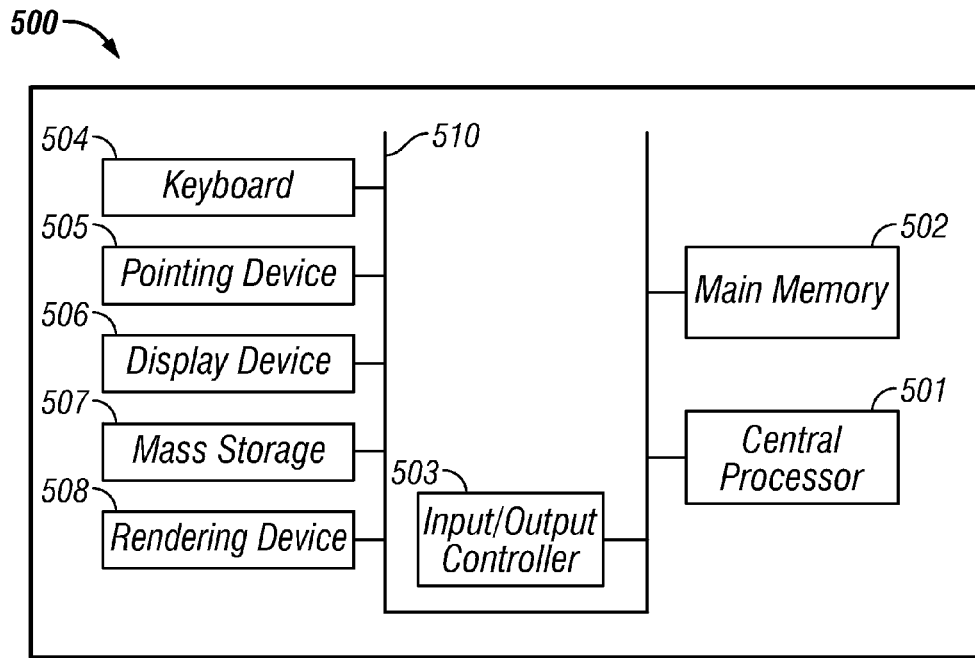 500
504
Keyboard
510
505
Pointing Device
506
Display Device
507
Mass Storage
508
Rendering Device
503
Input/Output
Controller
502
Main Memory
501
Central
Processor